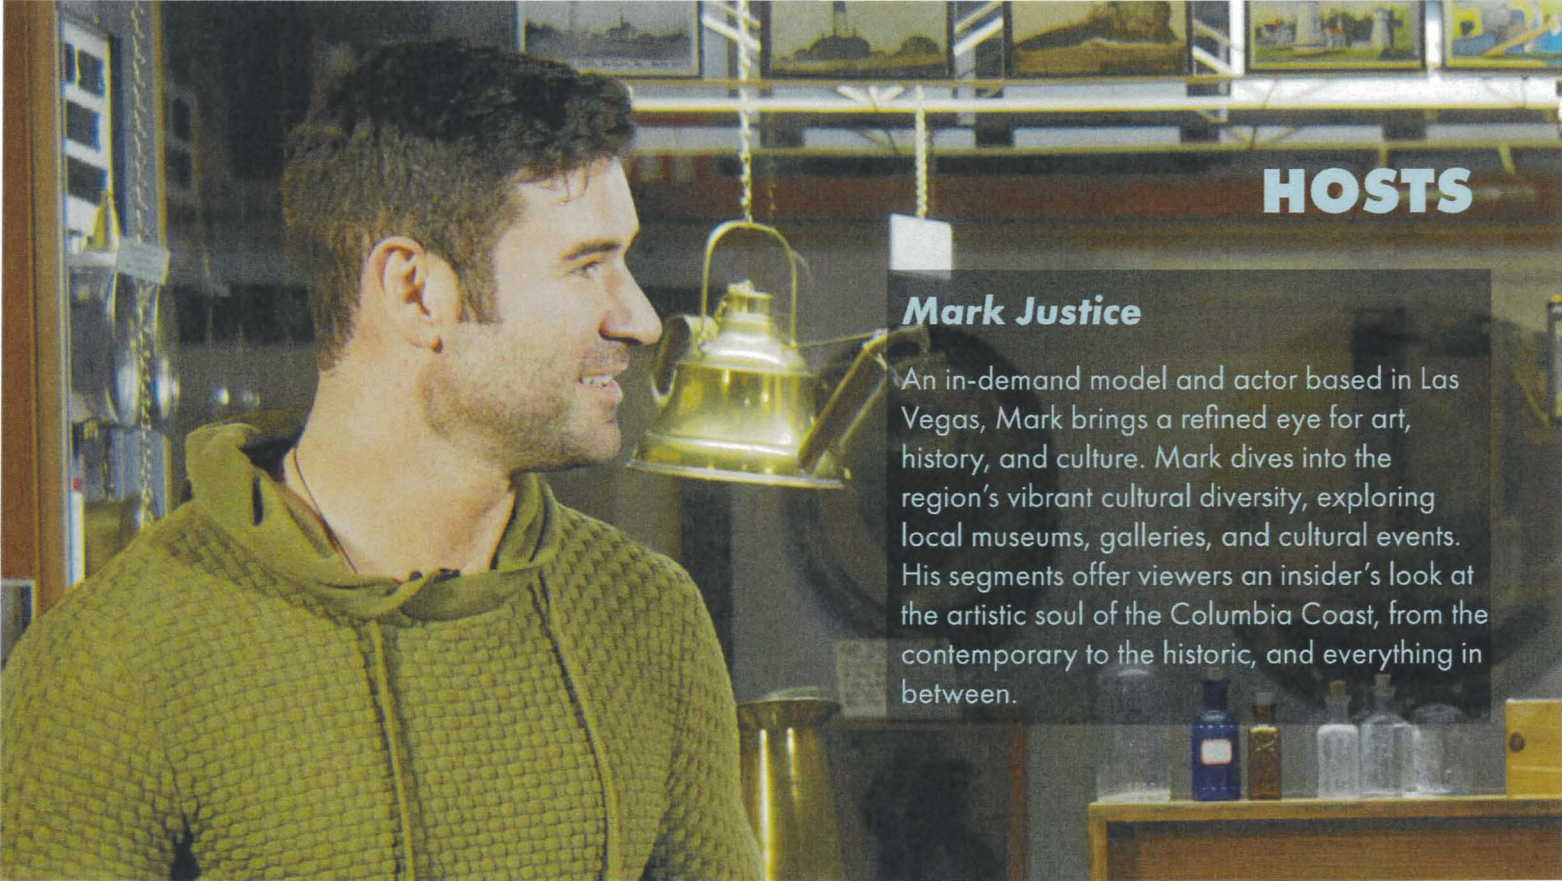 HOSTS
Mark Justice
An in-demand model and actor based in Las
Vegas, Mark brings a refined eye for art,
history, and culture. Mark dives into the
region's vibrant cultural diversity, exploring
local museums, galleries, and cultural events.
His segments offer viewers an insider's look at
the artistic soul of the Columbia Coast, from the
contemporary to the historic, and everything in
between.